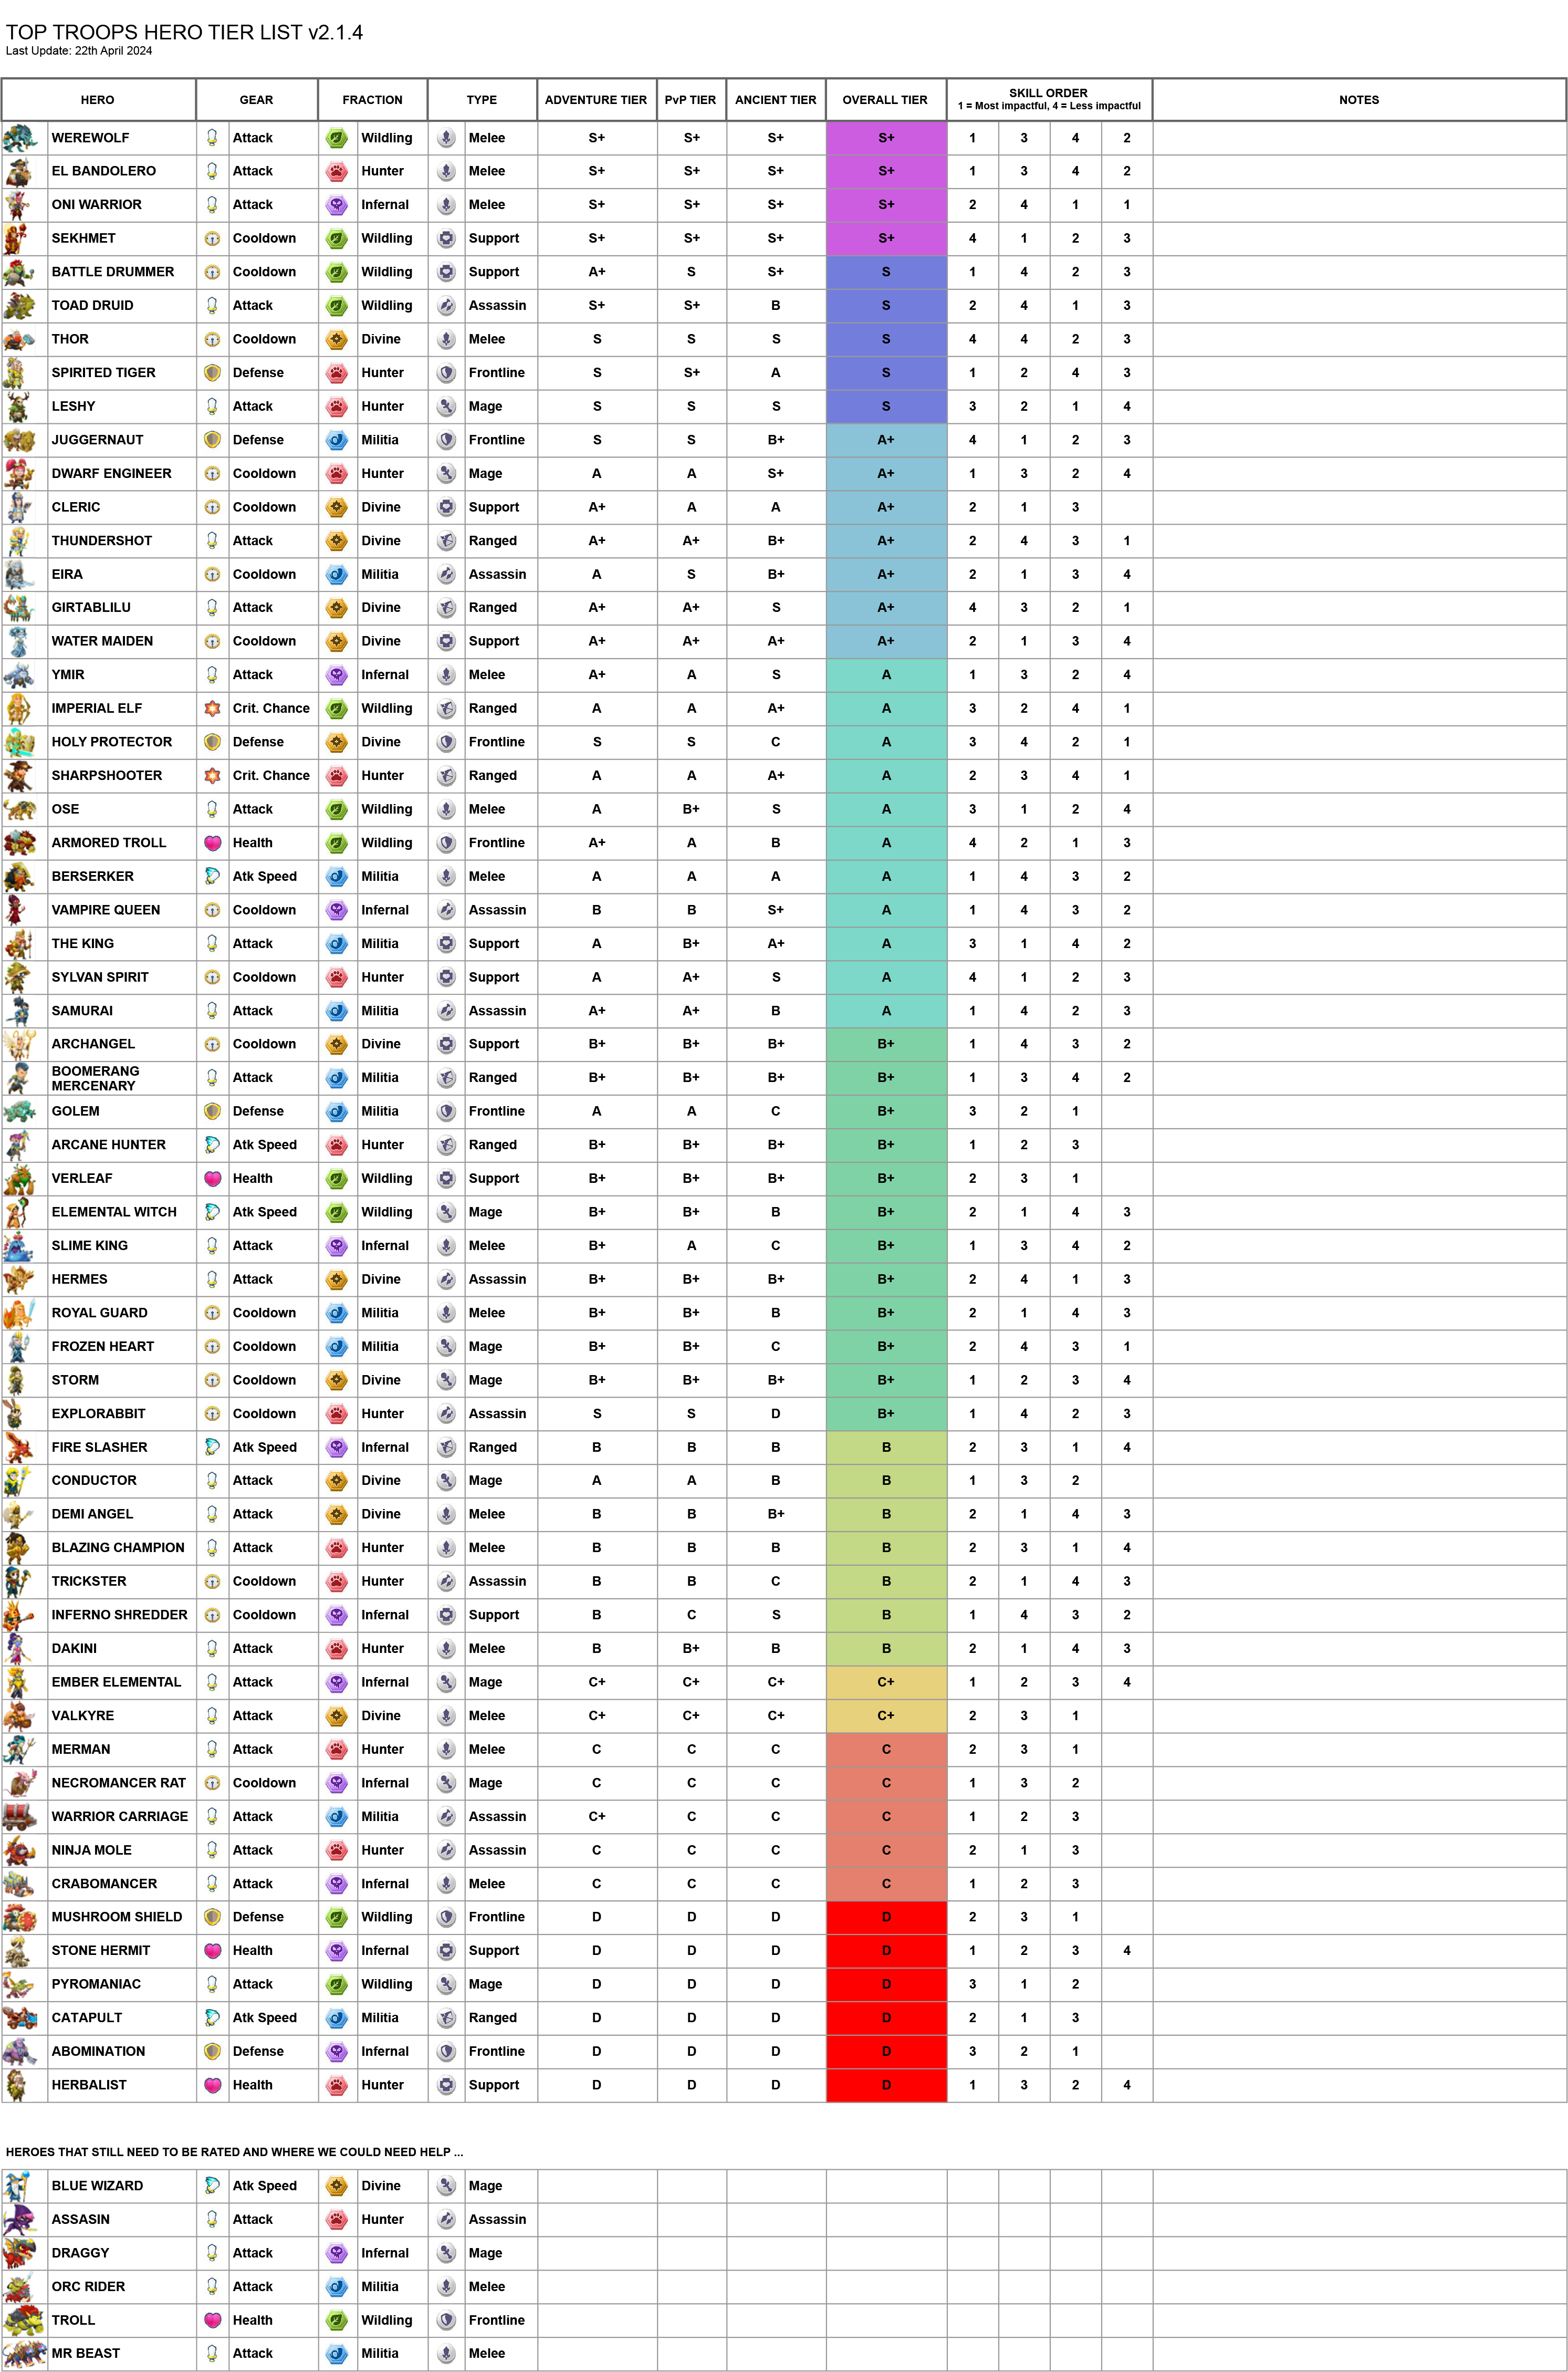 TOP TROOPS HERO TIER LIST v2.1.4
Last Update: 22th April 2024
HERO GEAR FRACTION TYPE ADVENTURE TIER PvP TIER ANCIENT TIER OVERALL TIER SKILL ORDER NOTES
1 = Most impactful, 4 = Less impactful
WEREWOLF Attack Wildling Melee S+ S+ S+ S+ 1 3 4 2
EL BANDOLERO Attack Hunter Melee S+ S+ S+ S+ 1 3 4 2
ONI WARRIOR Attack Infernal Melee S+ S+ S+ S+ 2 4 1 1
SEKHMET Cooldown Wildling Support S+ S+ S+ S+ 4 1 2 3
BATTLE DRUMMER Cooldown Wildling Support A+ S S+ S 1 4 2 3
TOAD DRUID Attack Wildling Assassin S+ S+ B S 2 4 1 3
THOR Cooldown Divine Melee S S S S 4 4 2 3
SPIRITED TIGER Defense Hunter Frontline S S+ A S 1 2 4 3
LESHY Attack Hunter Mage S S S S 3 2 1 4
JUGGERNAUT Defense Militia Frontline S S B+ A+ 4 1 2 3
DWARF ENGINEER Cooldown Hunter Mage A A S+ A+ 1 3 2 4
CLERIC Cooldown Divine Support A+ A A A+ 2 1 3
THUNDERSHOT Attack Divine Ranged A+ A+ B+ A+ 2 4 3 1
EIRA Cooldown Militia Assassin A S B+ A+ 2 1 3 4
GIRTABLILU Attack Divine Ranged A+ A+ S A+ 4 3 2 1
WATER MAIDEN Cooldown Divine Support A+ A+ A+ A+ 2 1 3 4
YMIR Attack Infernal Melee A+ A S A 1 3 2 4
IMPERIAL ELF Crit. Chance Wildling Ranged A A A+ A 3 2 4 1
HOLY PROTECTOR Defense Divine Frontline S S C A 3 4 2 1
SHARPSHOOTER Crit. Chance Hunter Ranged A A A+ A 2 3 4 1
OSE Attack Wildling Melee A B+ S A 3 1 2 4
ARMORED TROLL Health Wildling Frontline A+ A B A 4 2 1 3
BERSERKER Atk Speed Militia Melee A A A A 1 4 3 2
VAMPIRE QUEEN Cooldown Infernal Assassin B B S+ A 1 4 3 2
THE KING Attack Militia Support A B+ A+ A 3 1 4 2
SYLVAN SPIRIT Cooldown Hunter Support A A+ S A 4 1 2 3
SAMURAI Attack Militia Assassin A+ A+ B A 1 4 2 3
ARCHANGEL Cooldown Divine Support B+ B+ B+ B+ 1 4 3 2
BOOMERANG
MERCENARY Attack Militia Ranged B+ B+ B+ B+ 1 3 4 2
GOLEM Defense Militia Frontline A A C B+ 3 2 1
ARCANE HUNTER Atk Speed Hunter Ranged B+ B+ B+ B+ 1 2 3
VERLEAF Health Wildling Support B+ B+ B+ B+ 2 3 1
ELEMENTAL WITCH Atk Speed Wildling Mage B+ B+ B B+ 2 1 4 3
SLIME KING Attack Infernal Melee B+ A C B+ 1 3 4 2
HERMES Attack Divine Assassin B+ B+ B+ B+ 2 4 1 3
ROYAL GUARD Cooldown Militia Melee B+ B+ B B+ 2 1 4 3
FROZEN HEART Cooldown Militia Mage B+ B+ C B+ 2 4 3 1
STORM Cooldown Divine Mage B+ B+ B+ B+ 1 2 3 4
EXPLORABBIT Cooldown Hunter Assassin S S D B+ 1 4 2 3
FIRE SLASHER Atk Speed Infernal Ranged B B B B 2 3 1 4
CONDUCTOR Attack Divine Mage A A B B 1 3 2
DEMI ANGEL Attack Divine Melee B B B+ B 2 1 4 3
BLAZING CHAMPION Attack Hunter Melee B B B B 2 3 1 4
TRICKSTER Cooldown Hunter Assassin B B C B 2 1 4 3
INFERNO SHREDDER Cooldown Infernal Support B C S B 1 4 3 2
DAKINI Attack Hunter Melee B B+ B B 2 1 4 3
EMBER ELEMENTAL Attack Infernal Mage C+ C+ C+ C+ 1 2 3 4
VALKYRE Attack Divine Melee C+ C+ C+ C+ 2 3 1
MERMAN Attack Hunter Melee C C C C 2 3 1
NECROMANCER RAT Cooldown Infernal Mage C C C C 1 3 2
WARRIOR CARRIAGE Attack Militia Assassin C+ C C C 1 2 3
NINJA MOLE Attack Hunter Assassin C C C C 2 1 3
CRABOMANCER Attack Infernal Melee C C C C 1 2 3
MUSHROOM SHIELD Defense Wildling Frontline D D D D 2 3 1
STONE HERMIT Health Infernal Support D D D D 1 2 3 4
PYROMANIAC Attack Wildling Mage D D D D 3 1 2
CATAPULT Atk Speed Militia Ranged D D D D 2 1 3
ABOMINATION Defense Infernal Frontline D D D D 3 2 1
HERBALIST Health Hunter Support D D D D 1 3 2 4
HEROES THAT STILL NEED TO BE RATED AND WHERE WE COULD NEED HELP ...
BLUE WIZARD Atk Speed Divine Mage
ASSASIN Attack Hunter Assassin
DRAGGY Attack Infernal Mage
ORC RIDER Attack Militia Melee
TROLL Health Wildling Frontline
MR BEAST Attack Militia Melee